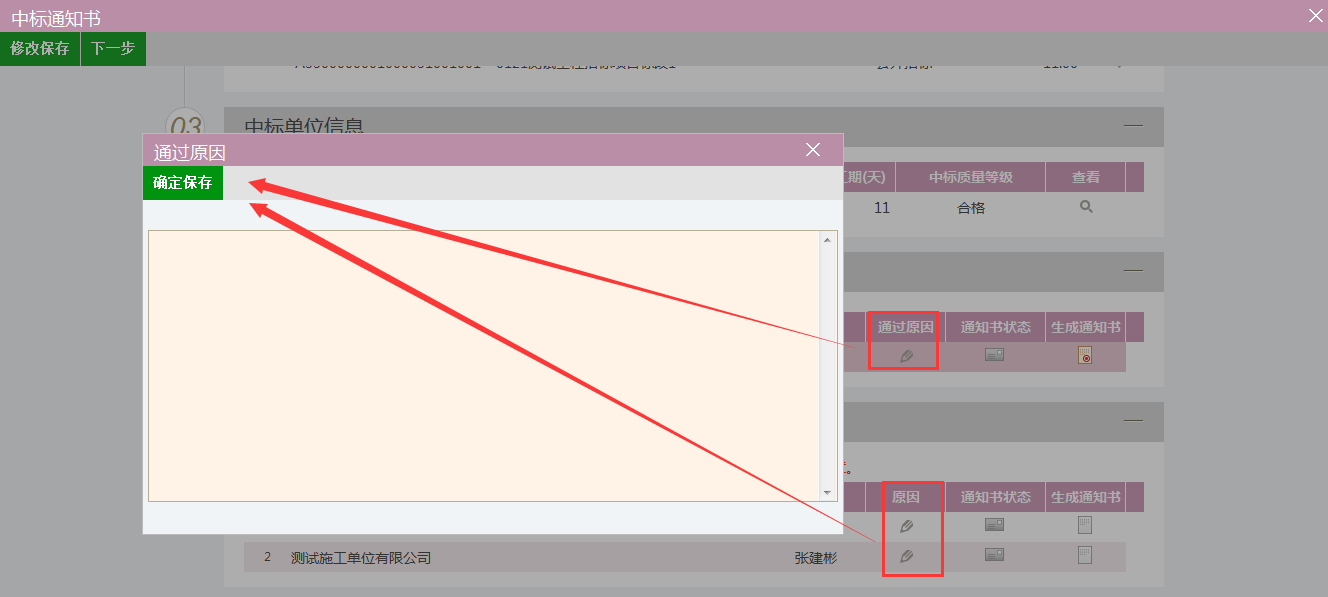 中标通知书
修改保存 下一步
03 中标单位信息
通过原因
确定保存
期(天) 中标质量等级 查看
11 合格
通过原因 通知书状态 生成通知书
原因 通知书状态 生成通知书
2 测试施工单位有限公司 张建彬